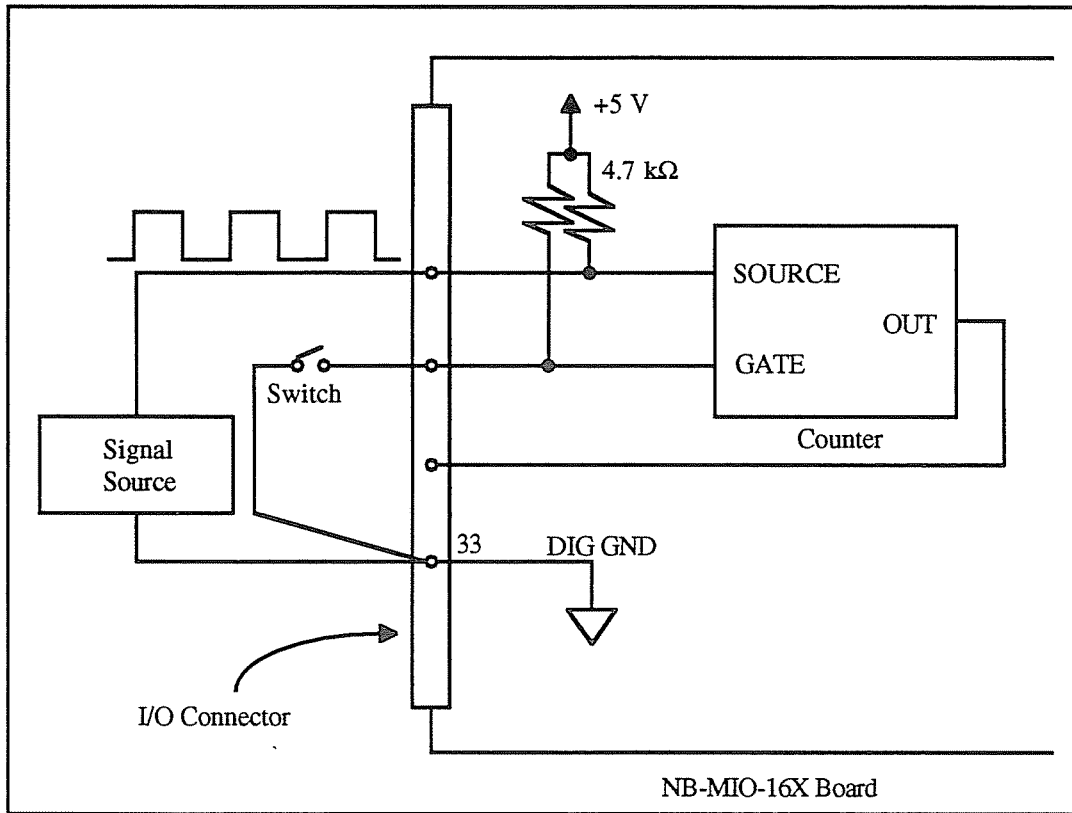 +5 V
4.7 kΩ
SOURCE
OUT
GATE
Switch
Counter
Signal
Source
33
DIG GND
I/O Connector
NB-MIO-16X Board